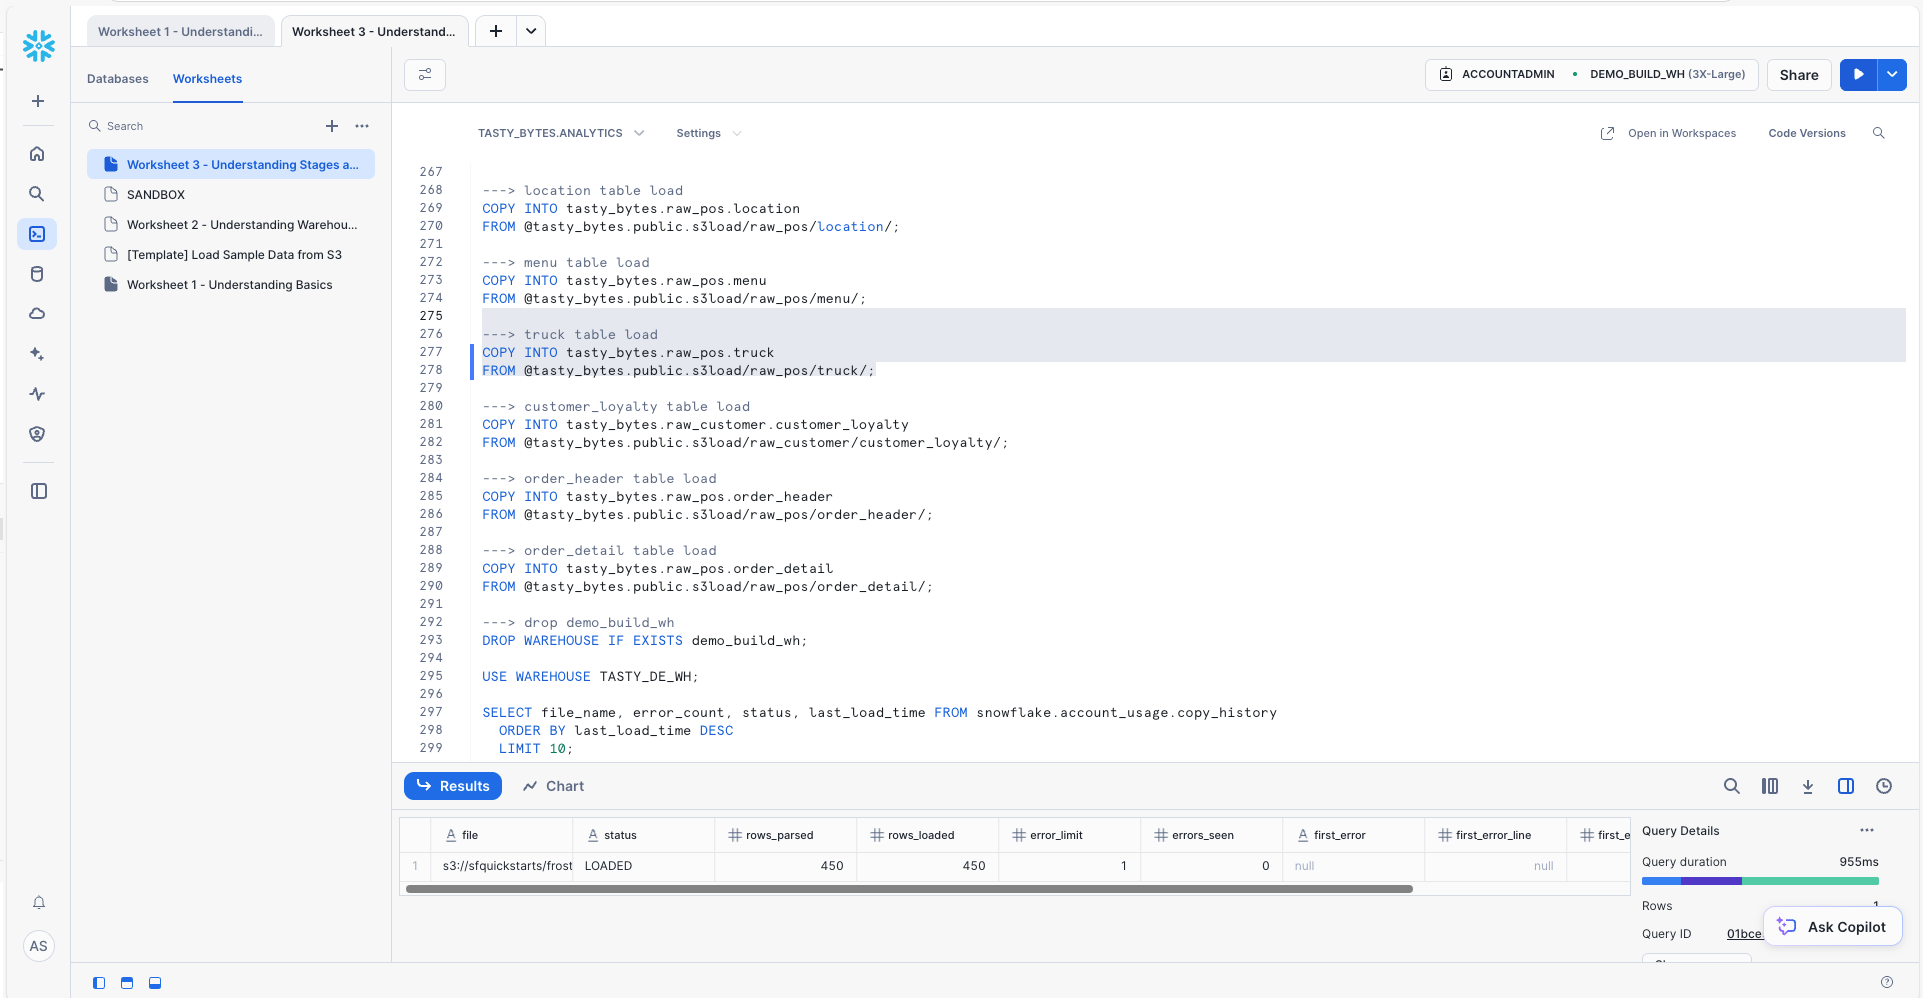 Worksheet 1 - Understandi...
Worksheet 3 - Understand...
Databases
Worksheets
ACCOUNTADMIN
DEMO_BUILD_WH (3X-Large)
Share
Search
Worksheet 3 - Understanding Stages a...
SANDBOX
Worksheet 2 - Understanding Warehou...
[Template] Load Sample Data from S3
Worksheet 1 - Understanding Basics
TASTY_BYTES.ANALYTICS
Settings
Open in Workspaces
Code Versions
267
268 ---> location table load
269 COPY INTO tasty_bytes.raw_pos.location
270 FROM @tasty_bytes.public.s3load/raw_pos/location/;
271
272 ---> menu table load
273 COPY INTO tasty_bytes.raw_pos.menu
274 FROM @tasty_bytes.public.s3load/raw_pos/menu/;
275
276 ---> truck table load
277 COPY INTO tasty_bytes.raw_pos.truck
278 FROM @tasty_bytes.public.s3load/raw_pos/truck/;
279
280 ---> customer_loyalty table load
281 COPY INTO tasty_bytes.raw_customer.customer_loyalty
282 FROM @tasty_bytes.public.s3load/raw_customer/customer_loyalty/;
283
284 ---> order_header table load
285 COPY INTO tasty_bytes.raw_pos.order_header
286 FROM @tasty_bytes.public.s3load/raw_pos/order_header/;
287
288 ---> order_detail table load
289 COPY INTO tasty_bytes.raw_pos.order_detail
290 FROM @tasty_bytes.public.s3load/raw_pos/order_detail/;
291
292 ---> drop demo_build_wh
293 DROP WAREHOUSE IF EXISTS demo_build_wh;
294
295 USE WAREHOUSE TASTY_DE_WH;
296
297 SELECT file_name, error_count, status, last_load_time FROM snowflake.account_usage.copy_history
298 ORDER BY last_load_time DESC
299 LIMIT 10;
Results
Chart
file status rows_parsed rows_loaded error_limit errors_seen first_error first_error_line first_e
1 s3://sfquickstarts/frost LOADED 450 450 1 0 null null
Query Details
Query duration 955ms
Rows 1
Query ID 01bce
Ask Copilot
AS